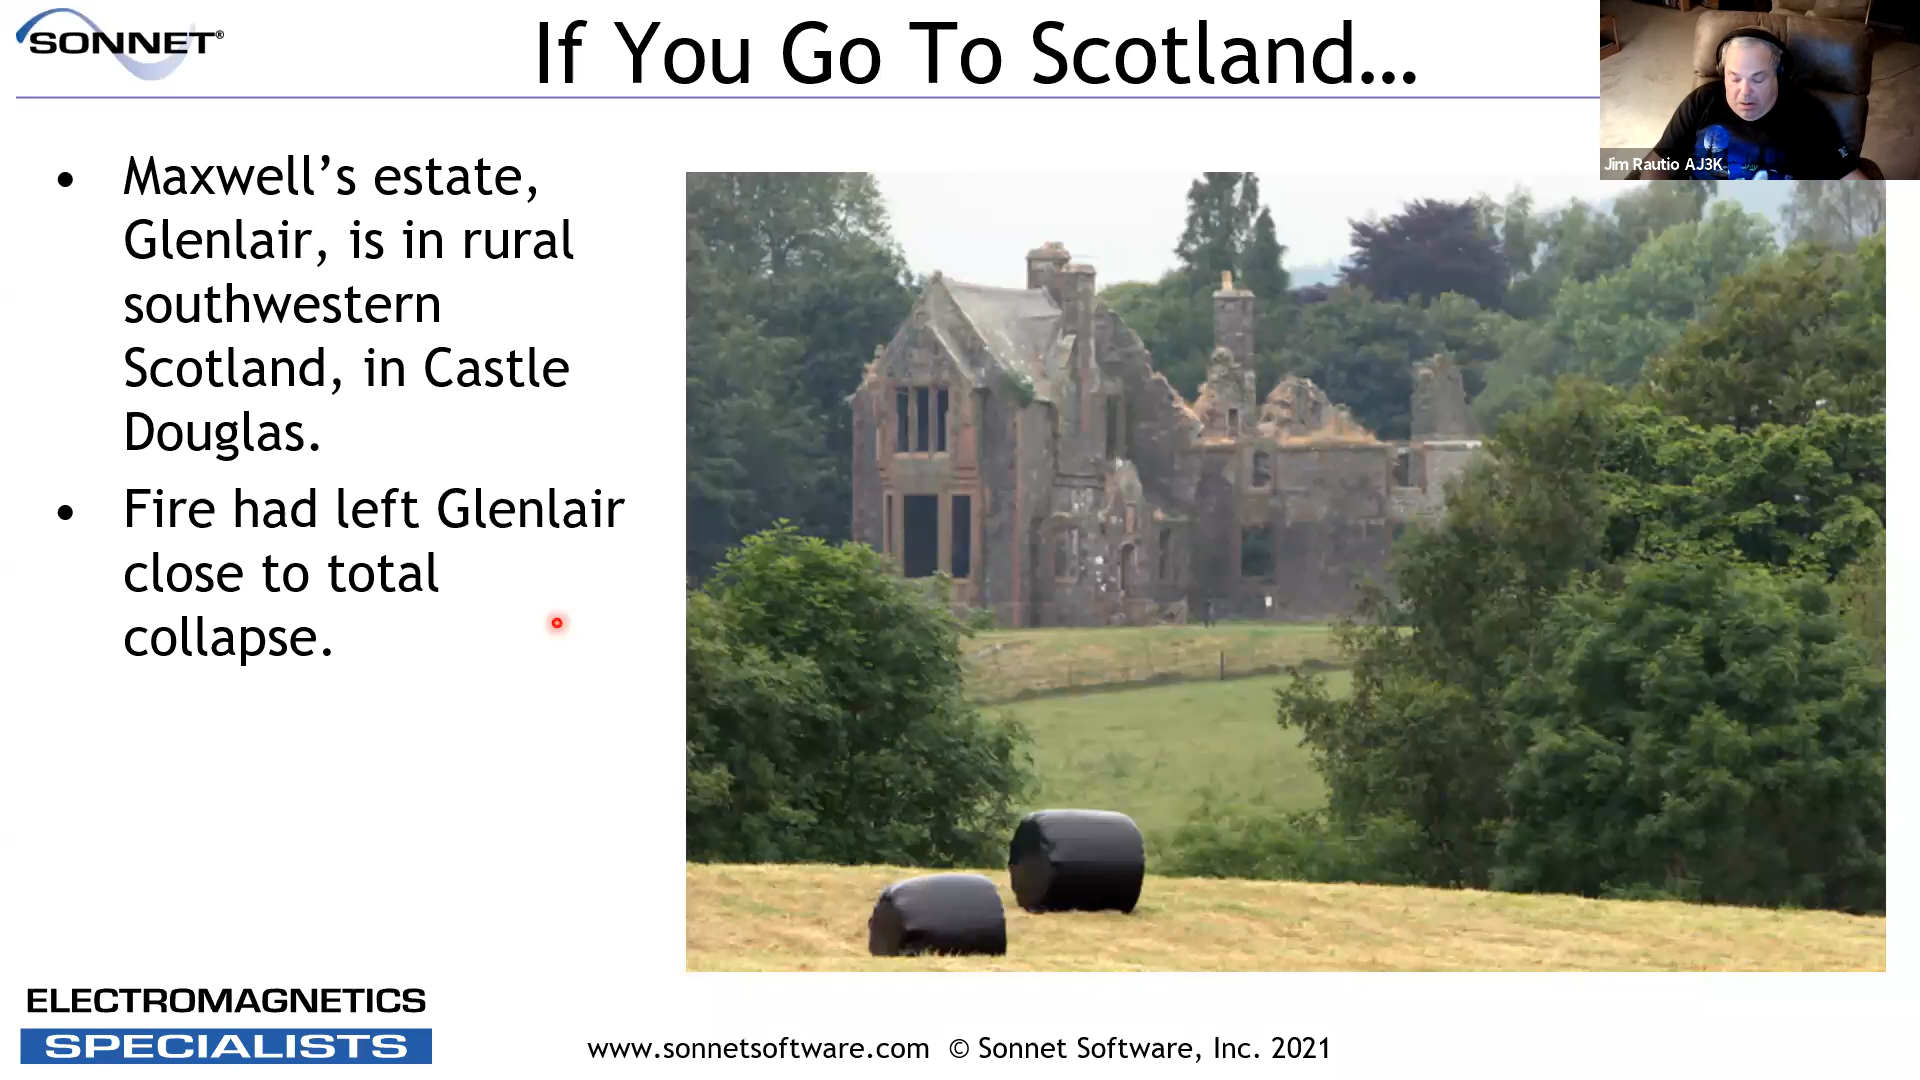 SONNET®
If You Go To Scotland…
Jim Rautio AJ3K
• Maxwell’s estate,
Glenlair, is in rural
southwestern
Scotland, in Castle
Douglas.
• Fire had left Glenlair
close to total
collapse.
ELECTROMAGNETICS
SPECIALISTS
www.sonnetsoftware.com © Sonnet Software, Inc. 2021